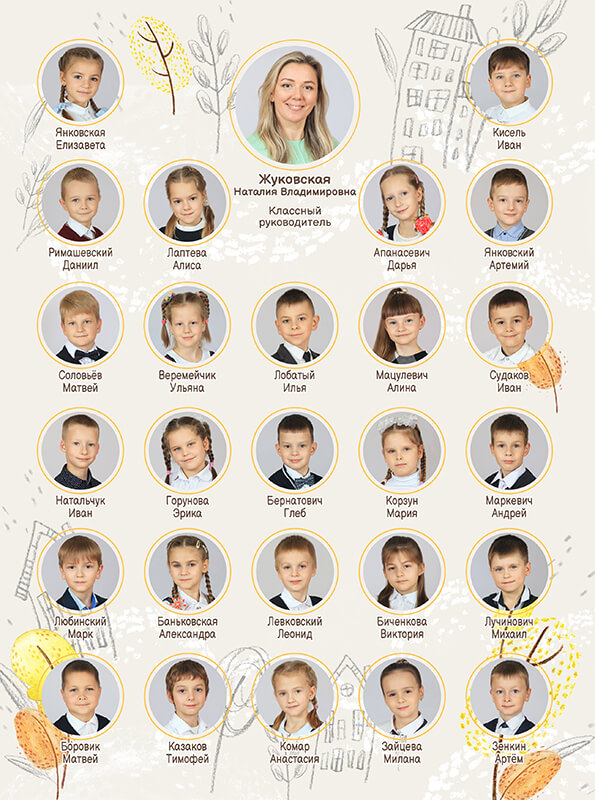 Янковская
Елизавета
Жуковская
Наталия Владимировна
Классный
руководитель
Кисель
Иван
Римашевский
Даниил
Лаптева
Алиса
Апанасевич
Дарья
Янковский
Артемий
Соловьёв
Матвей
Веремейчик
Ульяна
Лобатый
Илья
Мацулевич
Алина
Судаков
Иван
Натальчук
Иван
Горунова
Эрика
Бернатович
Глеб
Корзун
Мария
Маркевич
Андрей
Любинский
Марк
Баньковская
Александра
Левковский
Леонид
Биченкова
Виктория
Лучинович
Михаил
Боровик
Матвей
Казаков
Тимофей
Комар
Анастасия
Зайцева
Милана
Зенкин
Артём